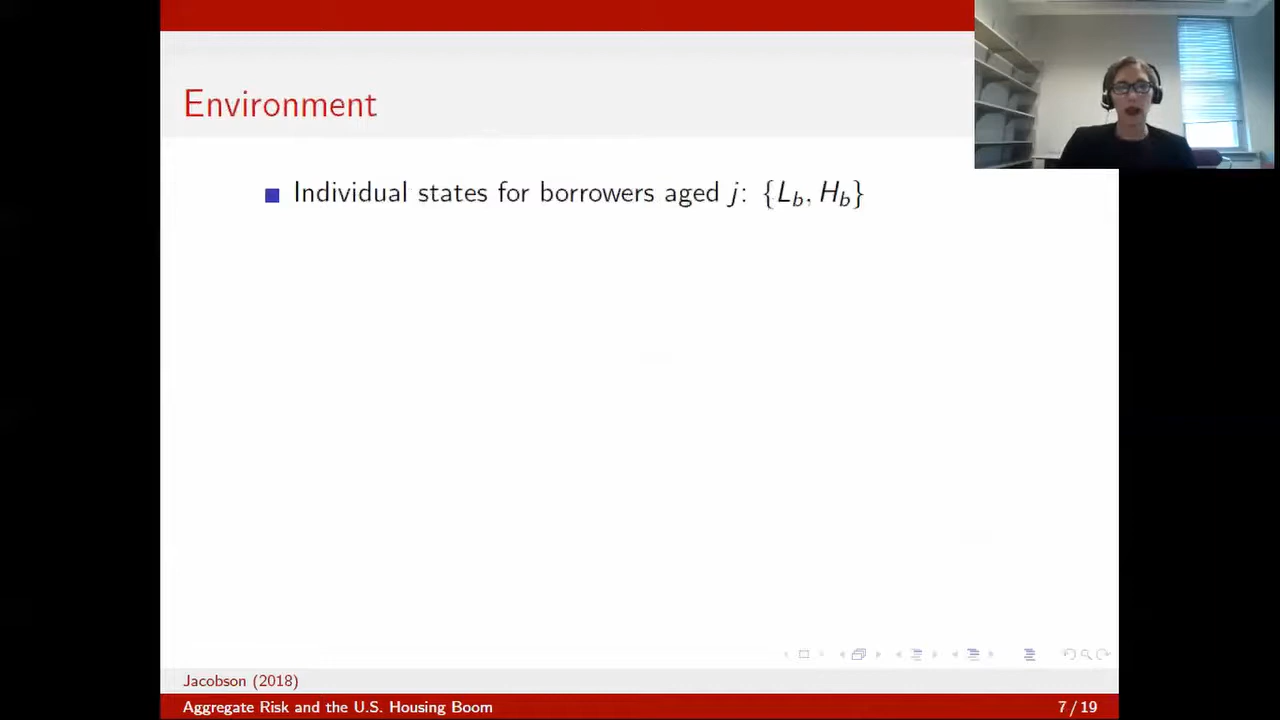 Environment
Individual states for borrowers aged j: {L_b, H_b}
Jacobson (2018)
Aggregate Risk and the U.S. Housing Boom 7 / 19